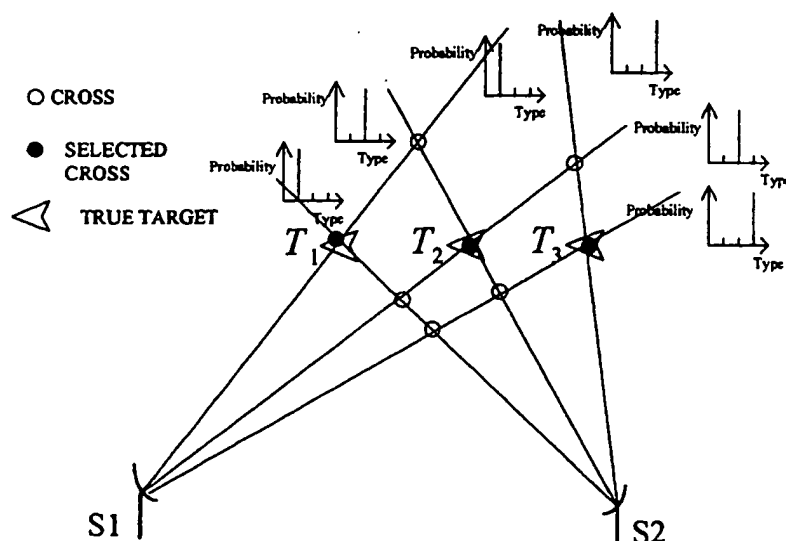 Probability
Type
Probability
Type
Probability
Type
Probability
Type
Probability
Type
Probability
Type
CROSS
SELECTED
CROSS
TRUE TARGET
T1
T2
T3
S1
S2